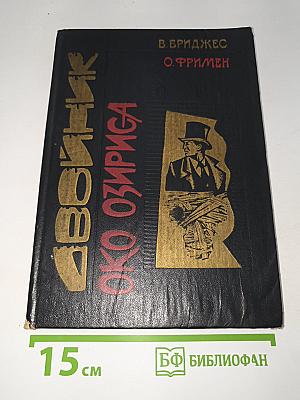 В. БРИДЖЕС
О. ФРИМЕН
ДВОЙНИК
ОКО ОЗИРИСА
15 см
БФ БИБЛИОФАН